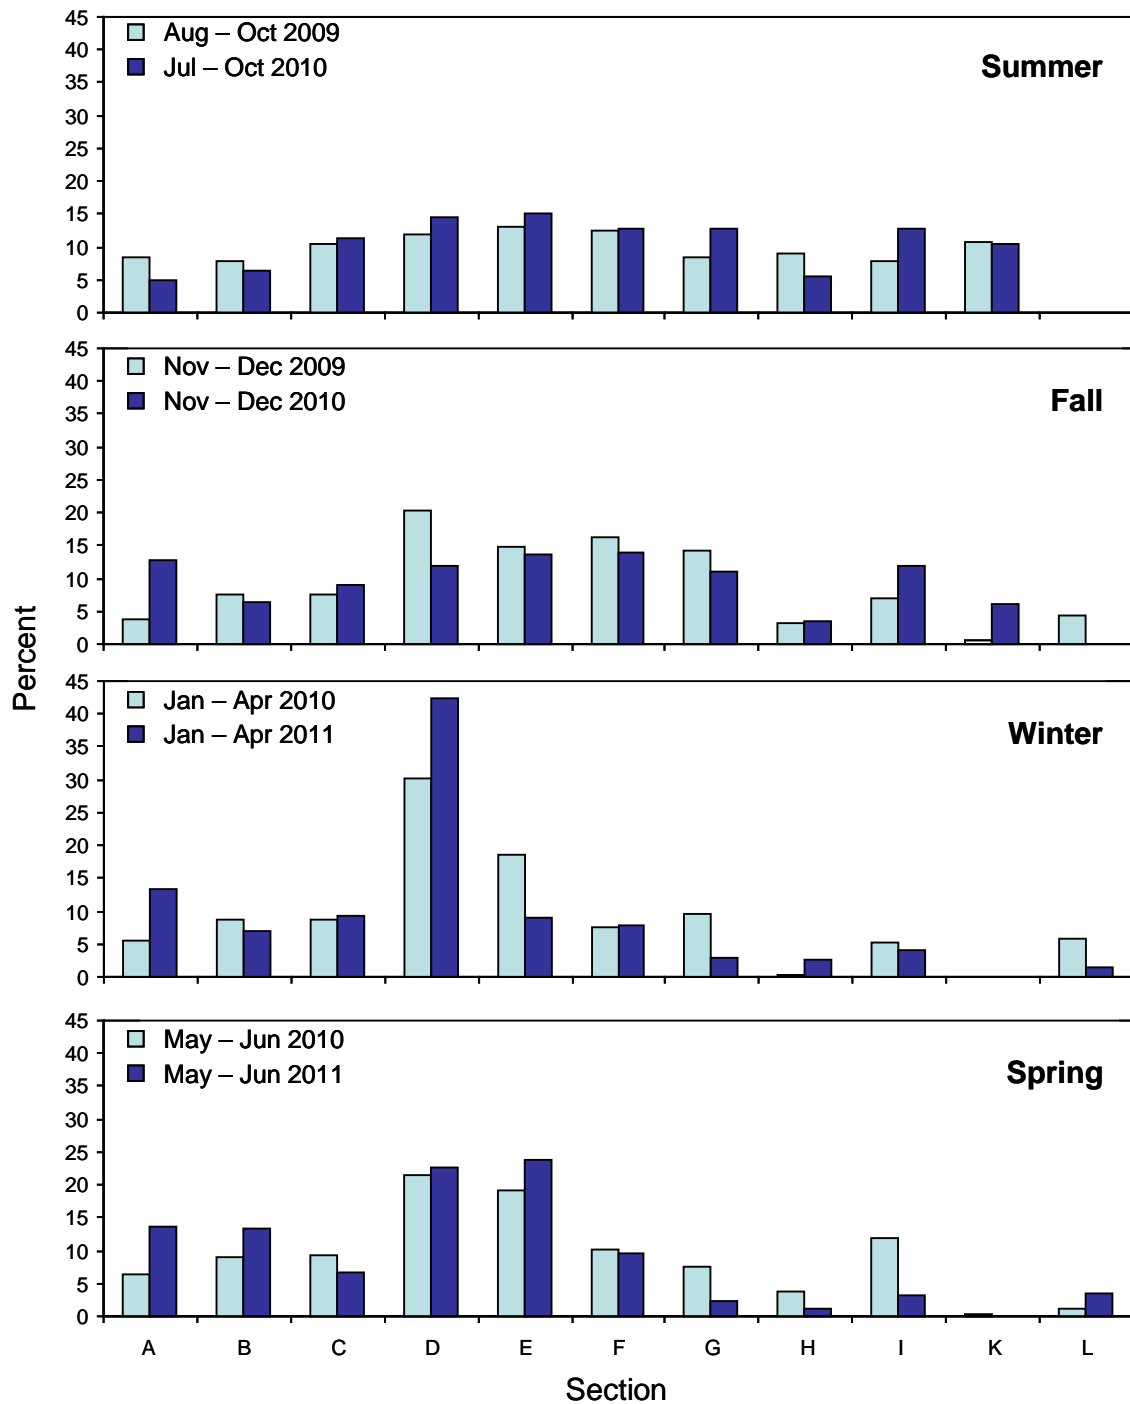 45
Aug – Oct 2009
40
Jul – Oct 2010
Summer
35
30
25
20
15
10
5
0
45
Nov – Dec 2009
40
Nov – Dec 2010
Fall
35
30
25
20
15
10
5
0
Percent
45
Jan – Apr 2010
40
Jan – Apr 2011
Winter
35
30
25
20
15
10
5
0
45
May – Jun 2010
40
May – Jun 2011
Spring
35
30
25
20
15
10
5
0
A B C D E F G H I K L
Section